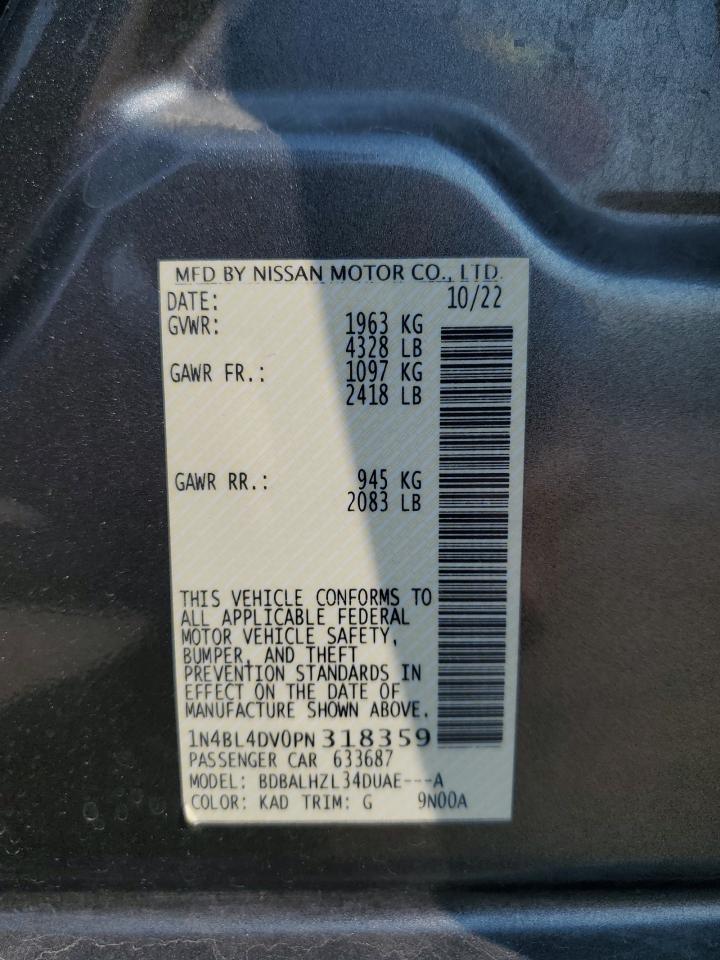 MFD BY NISSAN MOTOR CO., LTD.
DATE: 10/22
GVWR: 1963 KG
4328 LB
GAWR FR.: 1097 KG
2418 LB
GAWR RR.: 945 KG
2083 LB
THIS VEHICLE CONFORMS TO
ALL APPLICABLE FEDERAL
MOTOR VEHICLE SAFETY,
BUMPER, AND THEFT
PREVENTION STANDARDS IN
EFFECT ON THE DATE OF
MANUFACTURE SHOWN ABOVE.
1N4BL4DV0PN318359
PASSENGER CAR 633687
MODEL: BDBALHZL34DUAE---A
COLOR: KAD TRIM: G 9N00A